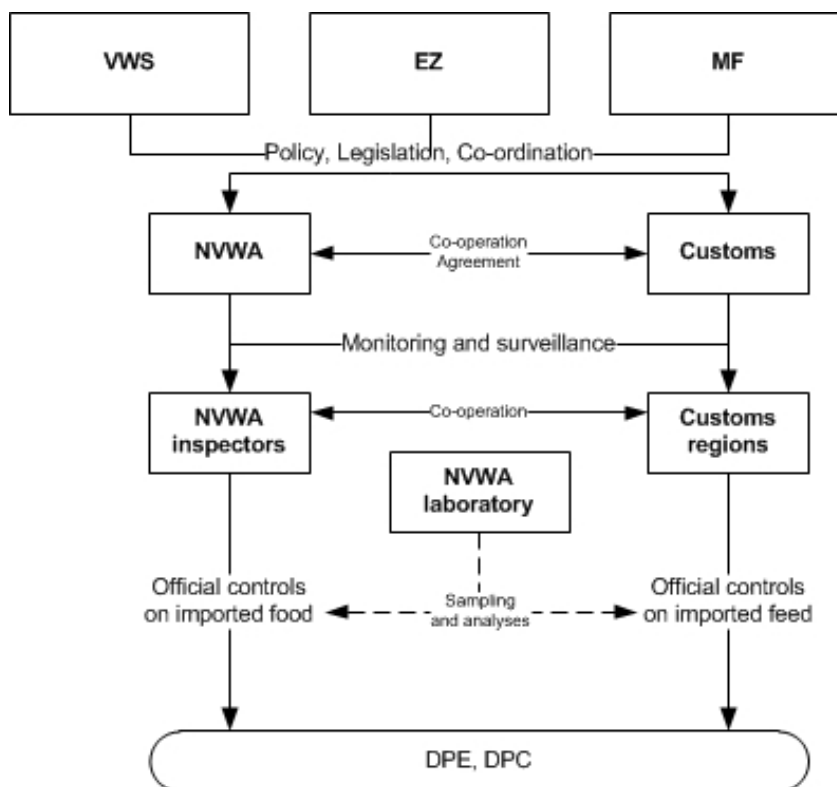 VWS
EZ
MF
Policy, Legislation, Co-ordination
NVWA
Co-operation
Agreement
Customs
Monitoring and surveillance
NVWA
inspectors
Co-operation
Customs
regions
NVWA
laboratory
Official controls
on imported food
Sampling
and analyses
Official controls
on imported feed
DPE, DPC